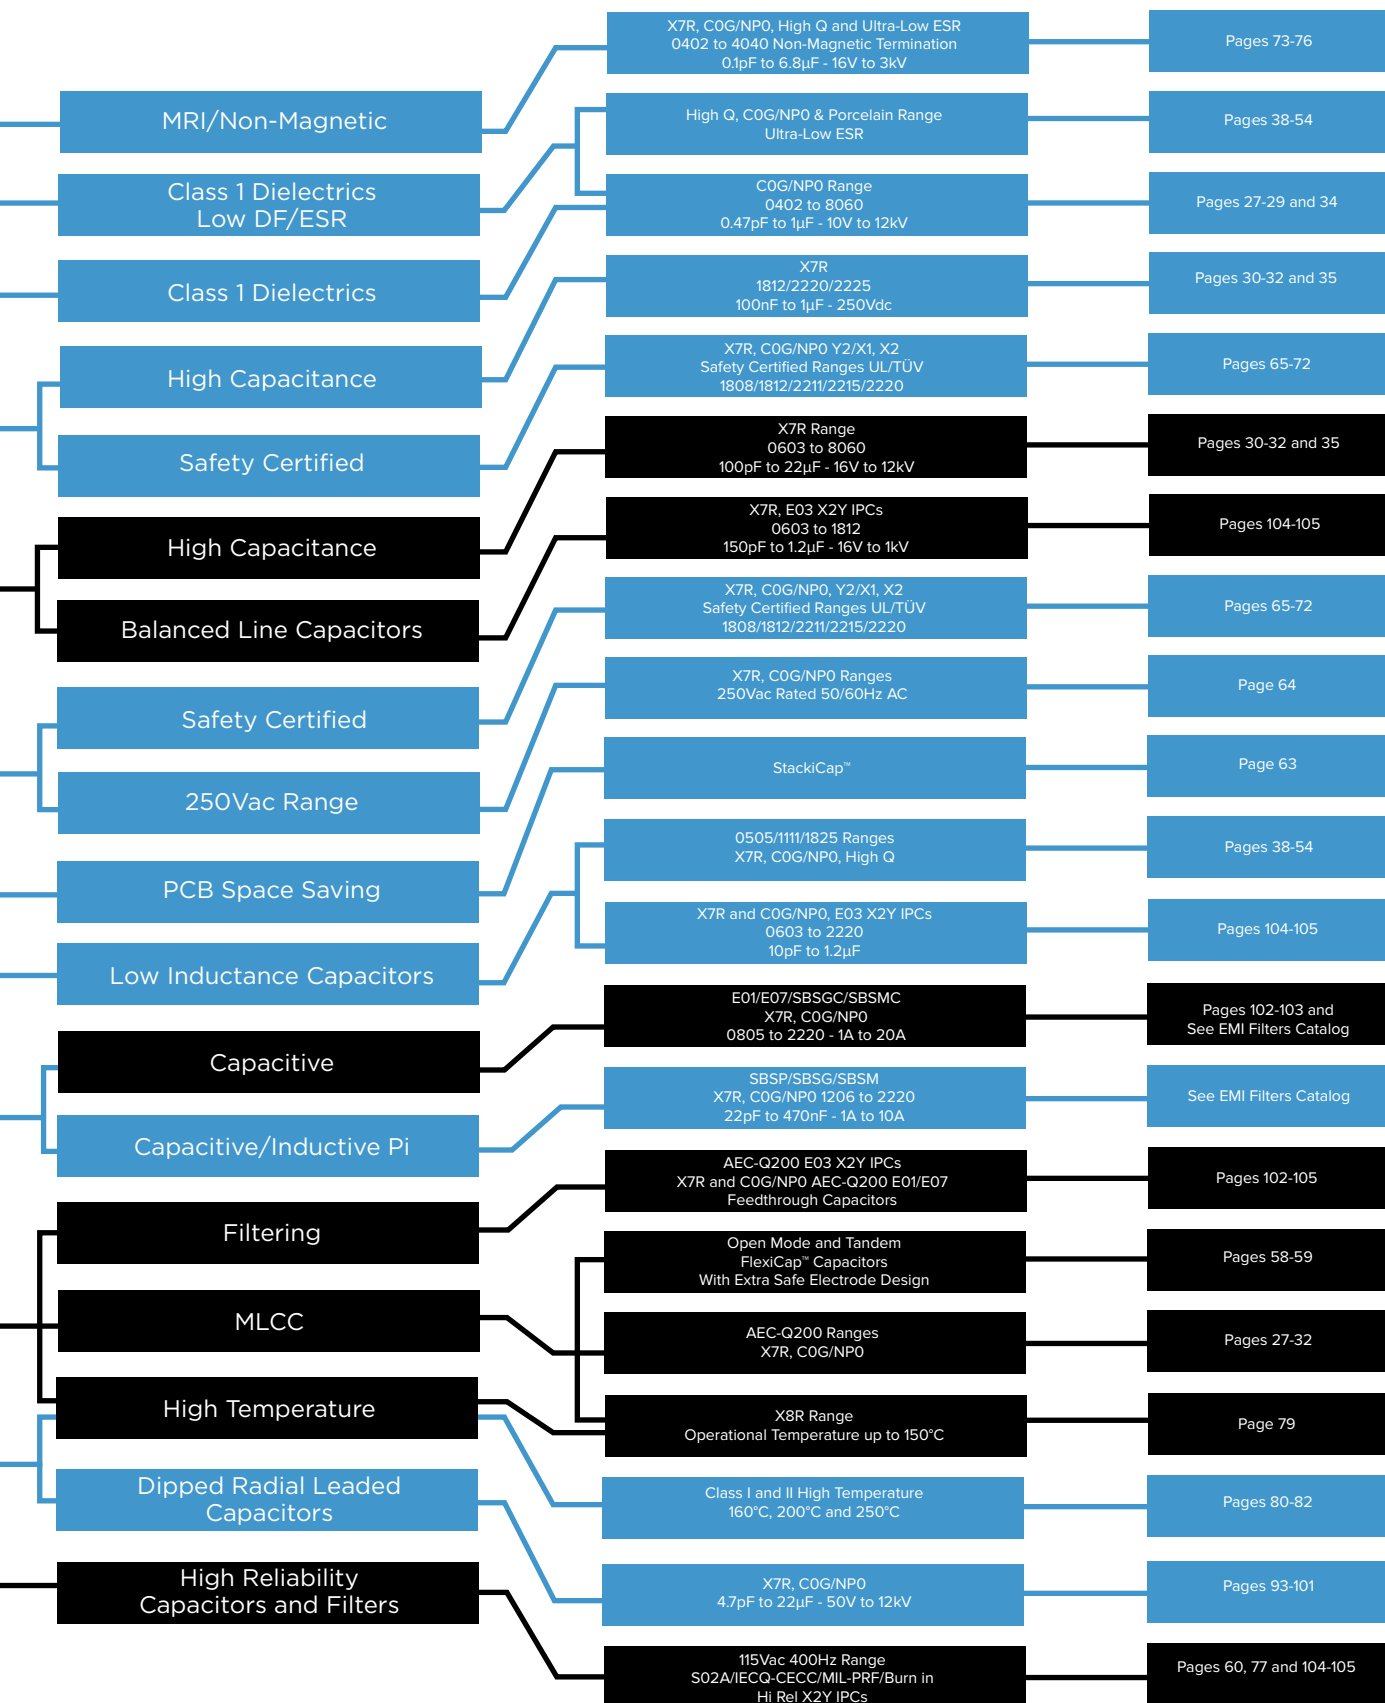 X7R, C0G/NP0, High Q and Ultra-Low ESR
0402 to 4040 Non-Magnetic Termination
0.1pF to 6.8µF - 16V to 3kV
Pages 73-76
MRI/Non-Magnetic
High Q, C0G/NP0 & Porcelain Range
Ultra-Low ESR
Pages 38-54
Class 1 Dielectrics
Low DF/ESR
C0G/NP0 Range
0402 to 8060
0.47pF to 1µF - 10V to 12kV
Pages 27-29 and 34
Class 1 Dielectrics
X7R
1812/2220/2225
100nF to 1µF - 250Vdc
Pages 30-32 and 35
High Capacitance
X7R, C0G/NP0 Y2/X1, X2
Safety Certified Ranges UL/TÜV
1808/1812/2211/2215/2220
Pages 65-72
Safety Certified
X7R Range
0603 to 8060
100pF to 22µF - 16V to 12kV
Pages 30-32 and 35
High Capacitance
X7R, E03 X2Y IPCs
0603 to 1812
150pF to 1.2µF - 16V to 1kV
Pages 104-105
Balanced Line Capacitors
X7R, C0G/NP0, Y2/X1, X2
Safety Certified Ranges UL/TÜV
1808/1812/2211/2215/2220
Pages 65-72
Safety Certified
X7R, C0G/NP0 Ranges
250Vac Rated 50/60Hz AC
Page 64
250Vac Range
StackiCap™
Page 63
PCB Space Saving
0505/1111/1825 Ranges
X7R, C0G/NP0, High Q
Pages 38-54
X7R and C0G/NP0, E03 X2Y IPCs
0603 to 2220
10pF to 1.2µF
Pages 104-105
Low Inductance Capacitors
E01/E07/SBSGC/SBSMC
X7R, C0G/NP0
0805 to 2220 - 1A to 20A
Pages 102-103 and
See EMI Filters Catalog
Capacitive
SBSP/SBSG/SBSM
X7R, C0G/NP0 1206 to 2220
22pF to 470nF - 1A to 10A
See EMI Filters Catalog
Capacitive/Inductive Pi
AEC-Q200 E03 X2Y IPCs
X7R and C0G/NP0 AEC-Q200 E01/E07
Feedthrough Capacitors
Pages 102-105
Filtering
Open Mode and Tandem
FlexiCap™ Capacitors
With Extra Safe Electrode Design
Pages 58-59
MLCC
AEC-Q200 Ranges
X7R, C0G/NP0
Pages 27-32
High Temperature
X8R Range
Operational Temperature up to 150°C
Page 79
Dipped Radial Leaded
Capacitors
Class I and II High Temperature
160°C, 200°C and 250°C
Pages 80-82
High Reliability
Capacitors and Filters
X7R, C0G/NP0
4.7pF to 22µF - 50V to 12kV
Pages 93-101
115Vac 400Hz Range
S02A/IECQ-CECC/MIL-PRF/Burn in
Hi Rel X2Y IPCs
Pages 60, 77 and 104-105